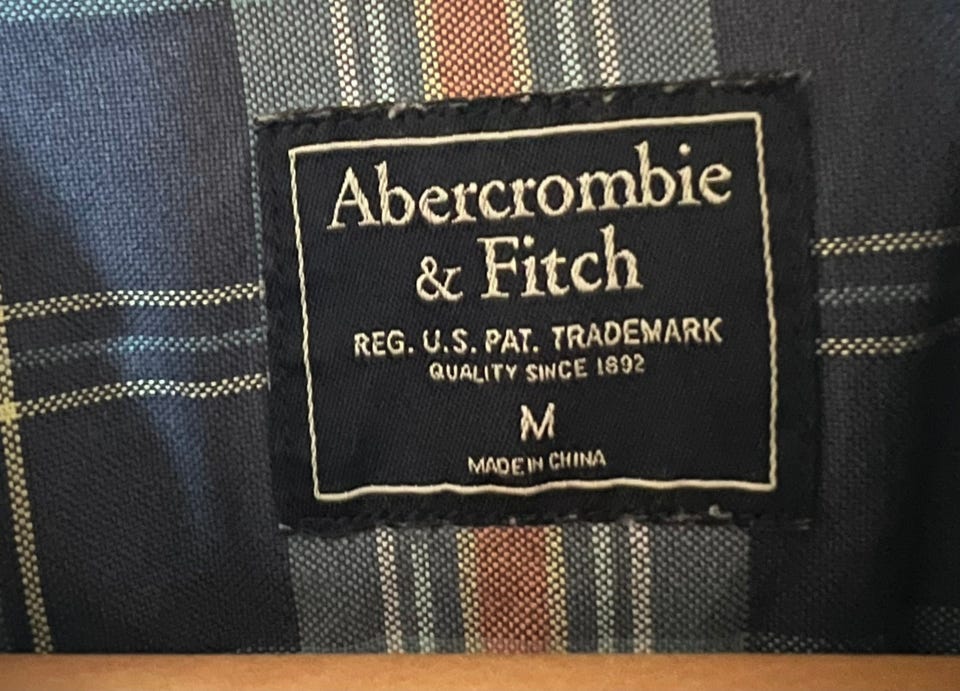 Abercrombie
& Fitch
REG. U.S. PAT. TRADEMARK
QUALITY SINCE 1892
M
MADE IN CHINA